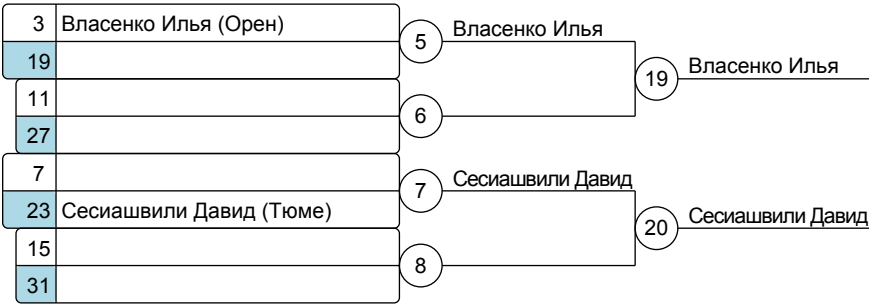 3 Власенко Илья (Орен)
5 Власенко Илья
19
19 Власенко Илья
11
6
27
7
7 Сесиашвили Давид
23 Сесиашвили Давид (Тюме)
20 Сесиашвили Давид
15
8
31